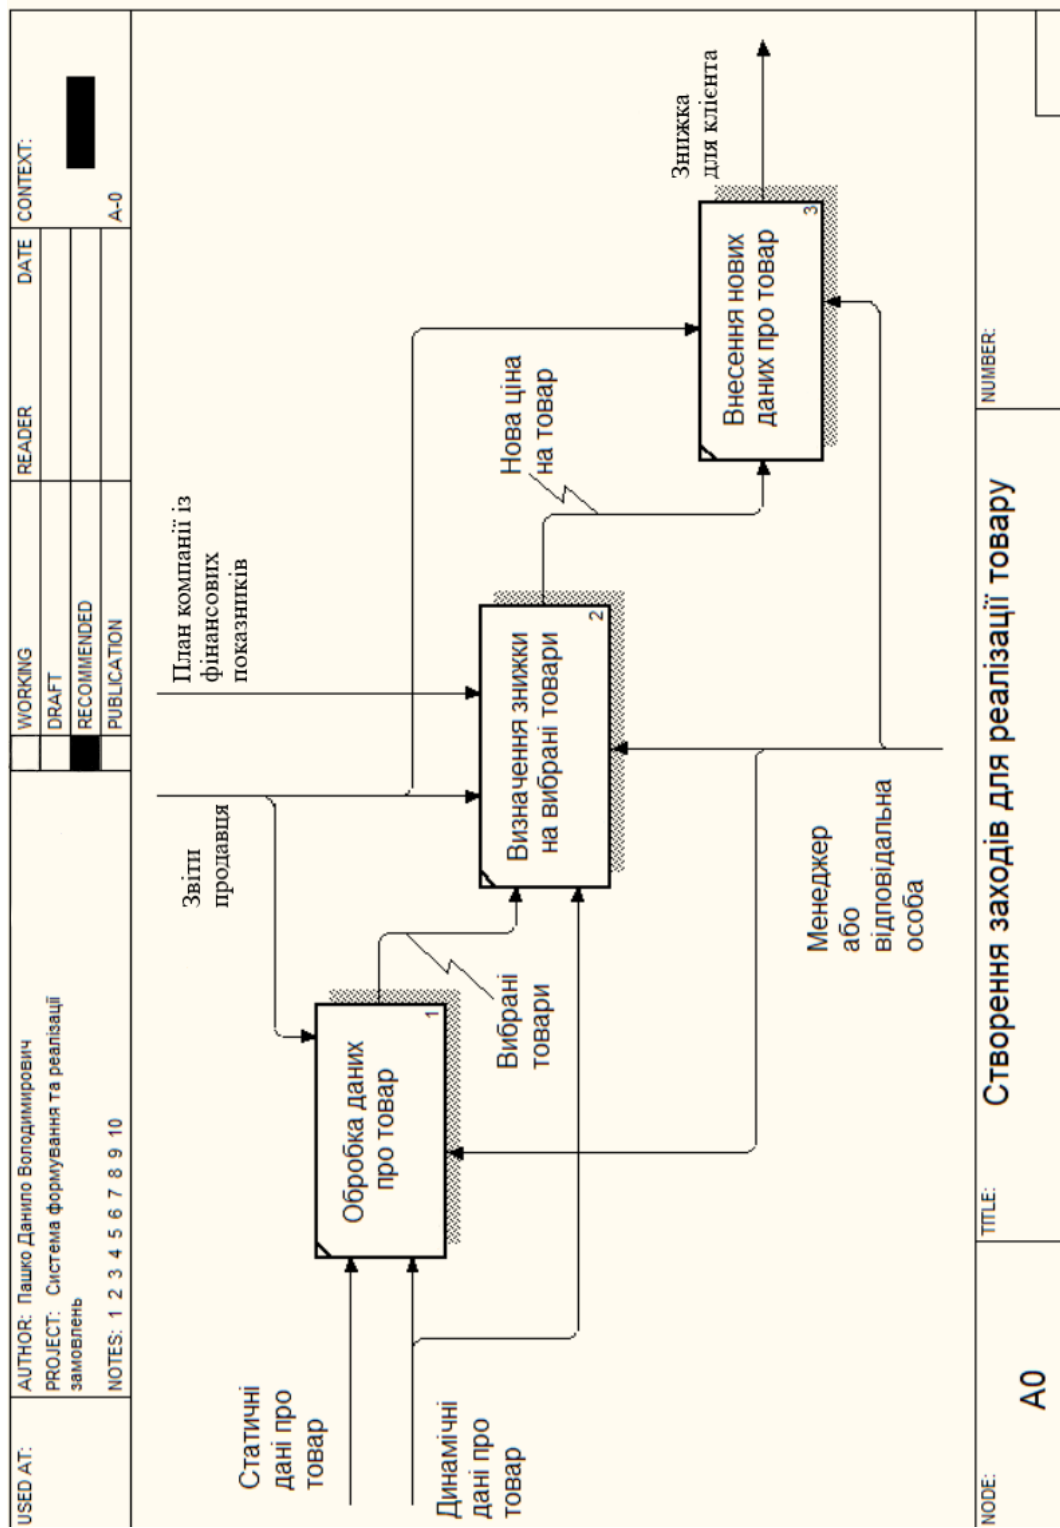 USED AT:
AUTHOR: Пашко Данило Володимирович
PROJECT: Система формування та реалізації
замовлень
NOTES: 1 2 3 4 5 6 7 8 9 10
WORKING
DRAFT
RECOMMENDED
PUBLICATION
READER
DATE
CONTEXT:
A-0
Статичні
дані про
товар
Динамічні
дані про
товар
Звіти
продавця
План компанії із
фінансових
показників
Обробка даних
про товар
1
Вибрані
товари
Визначення знижки
на вибрані товари
2
Нова ціна
на товар
Внесення нових
даних про товар
3
Знижка
для клієнта
Менеджер
або
відповідальна
особа
NODE:
A0
TITLE:
Створення заходів для реалізації товару
NUMBER: